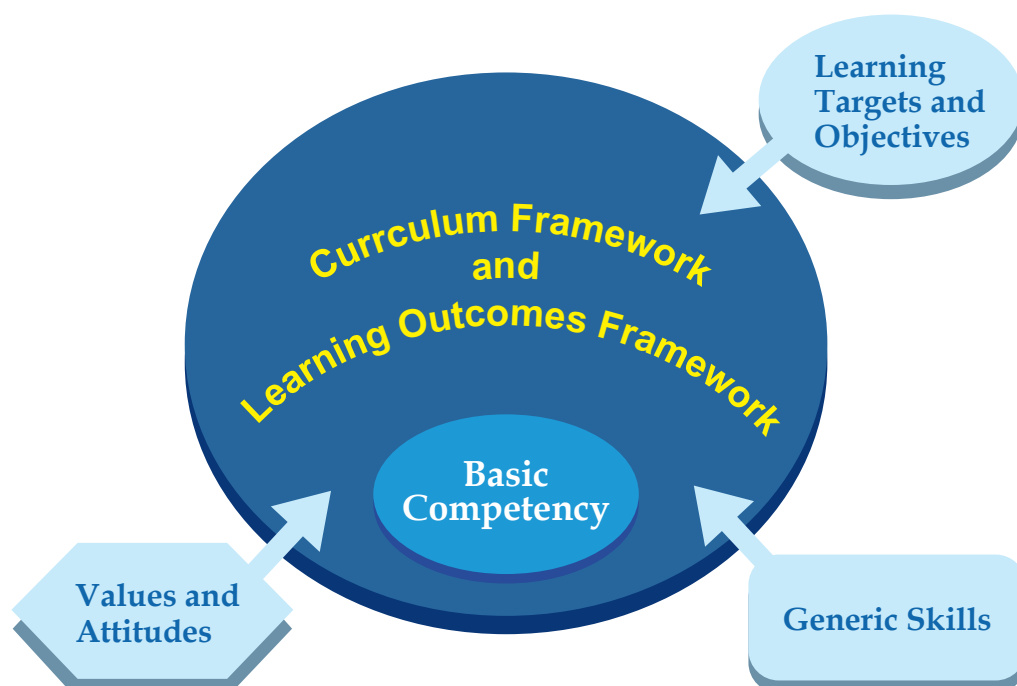 Learning
Targets and
Objectives
Currculum Framework
and
Learning Outcomes Framework
Basic
Competency
Values and
Attitudes
Generic Skills